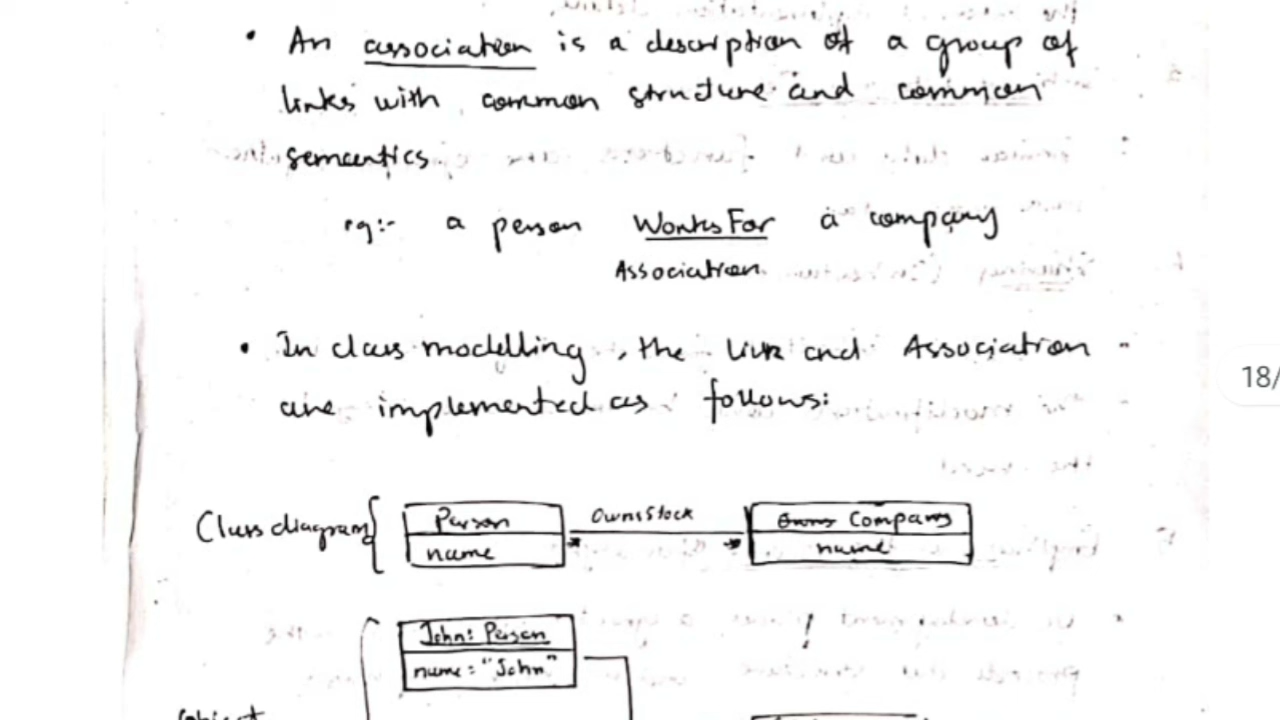 • An association is a description of a group of
links with common structure and common
semantics
eg:- a person WorksFor a company
Association
• In class modelling, the link and Association
are implemented as follows:
18/
Class diagram { Person OwnsStock Company
name * * name
John: Person
name = "John"
Object